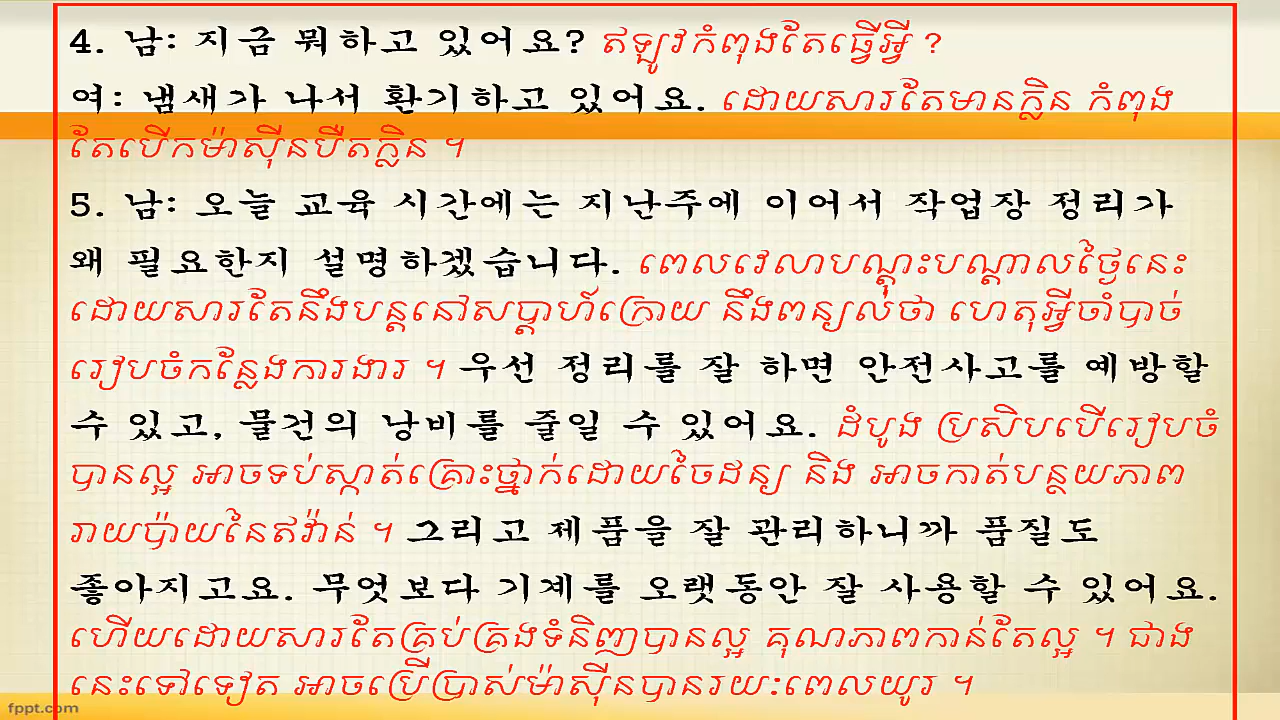 4. 남: 지금 뭐하고 있어요? ឥឡូវកំពុងតែធ្វើអ្វី ?
여: 냄새가 나서 환기하고 있어요. ដោយសារតែមានក្លិន កំពុង
តែបើកម៉ាស៊ីនបឺតក្លិន ។
5. 남: 오늘 교육 시간에는 지난주에 이어서 작업장 정리가
왜 필요한지 설명하겠습니다. ពេលវេលាបណ្តុះបណ្តាលថ្ងៃនេះ
ដោយសារតែនឹងបន្តនៅសប្តាហ៍ក្រោយ នឹងពន្យល់ថា ហេតុអ្វីចាំបាច់
រៀបចំកន្លែងការងារ ។ 우선 정리를 잘 하면 안전사고를 예방할
수 있고, 물건의 낭비를 줄일 수 있어요. ដំបូង ប្រសិបបើរៀបចំ
បានល្អ អាចទប់ស្កាត់គ្រោះថ្នាក់ដោយចៃដន្យ និង អាចកាត់បន្ថយភាព
រាយប៉ាយនៃឥវ៉ាន់ ។ 그리고 제품을 잘 관리하니까 품질도
좋아지고요. 무엇보다 기계를 오랫동안 잘 사용할 수 있어요.
ហើយដោយសារតែគ្រប់គ្រងទំនិញបានល្អ គុណភាពកាន់តែល្អ ។ ជាង
នេះទៅទៀត អាចប្រើប្រាស់ម៉ាស៊ីនបានរយៈពេលយូរ ។
fppt.com